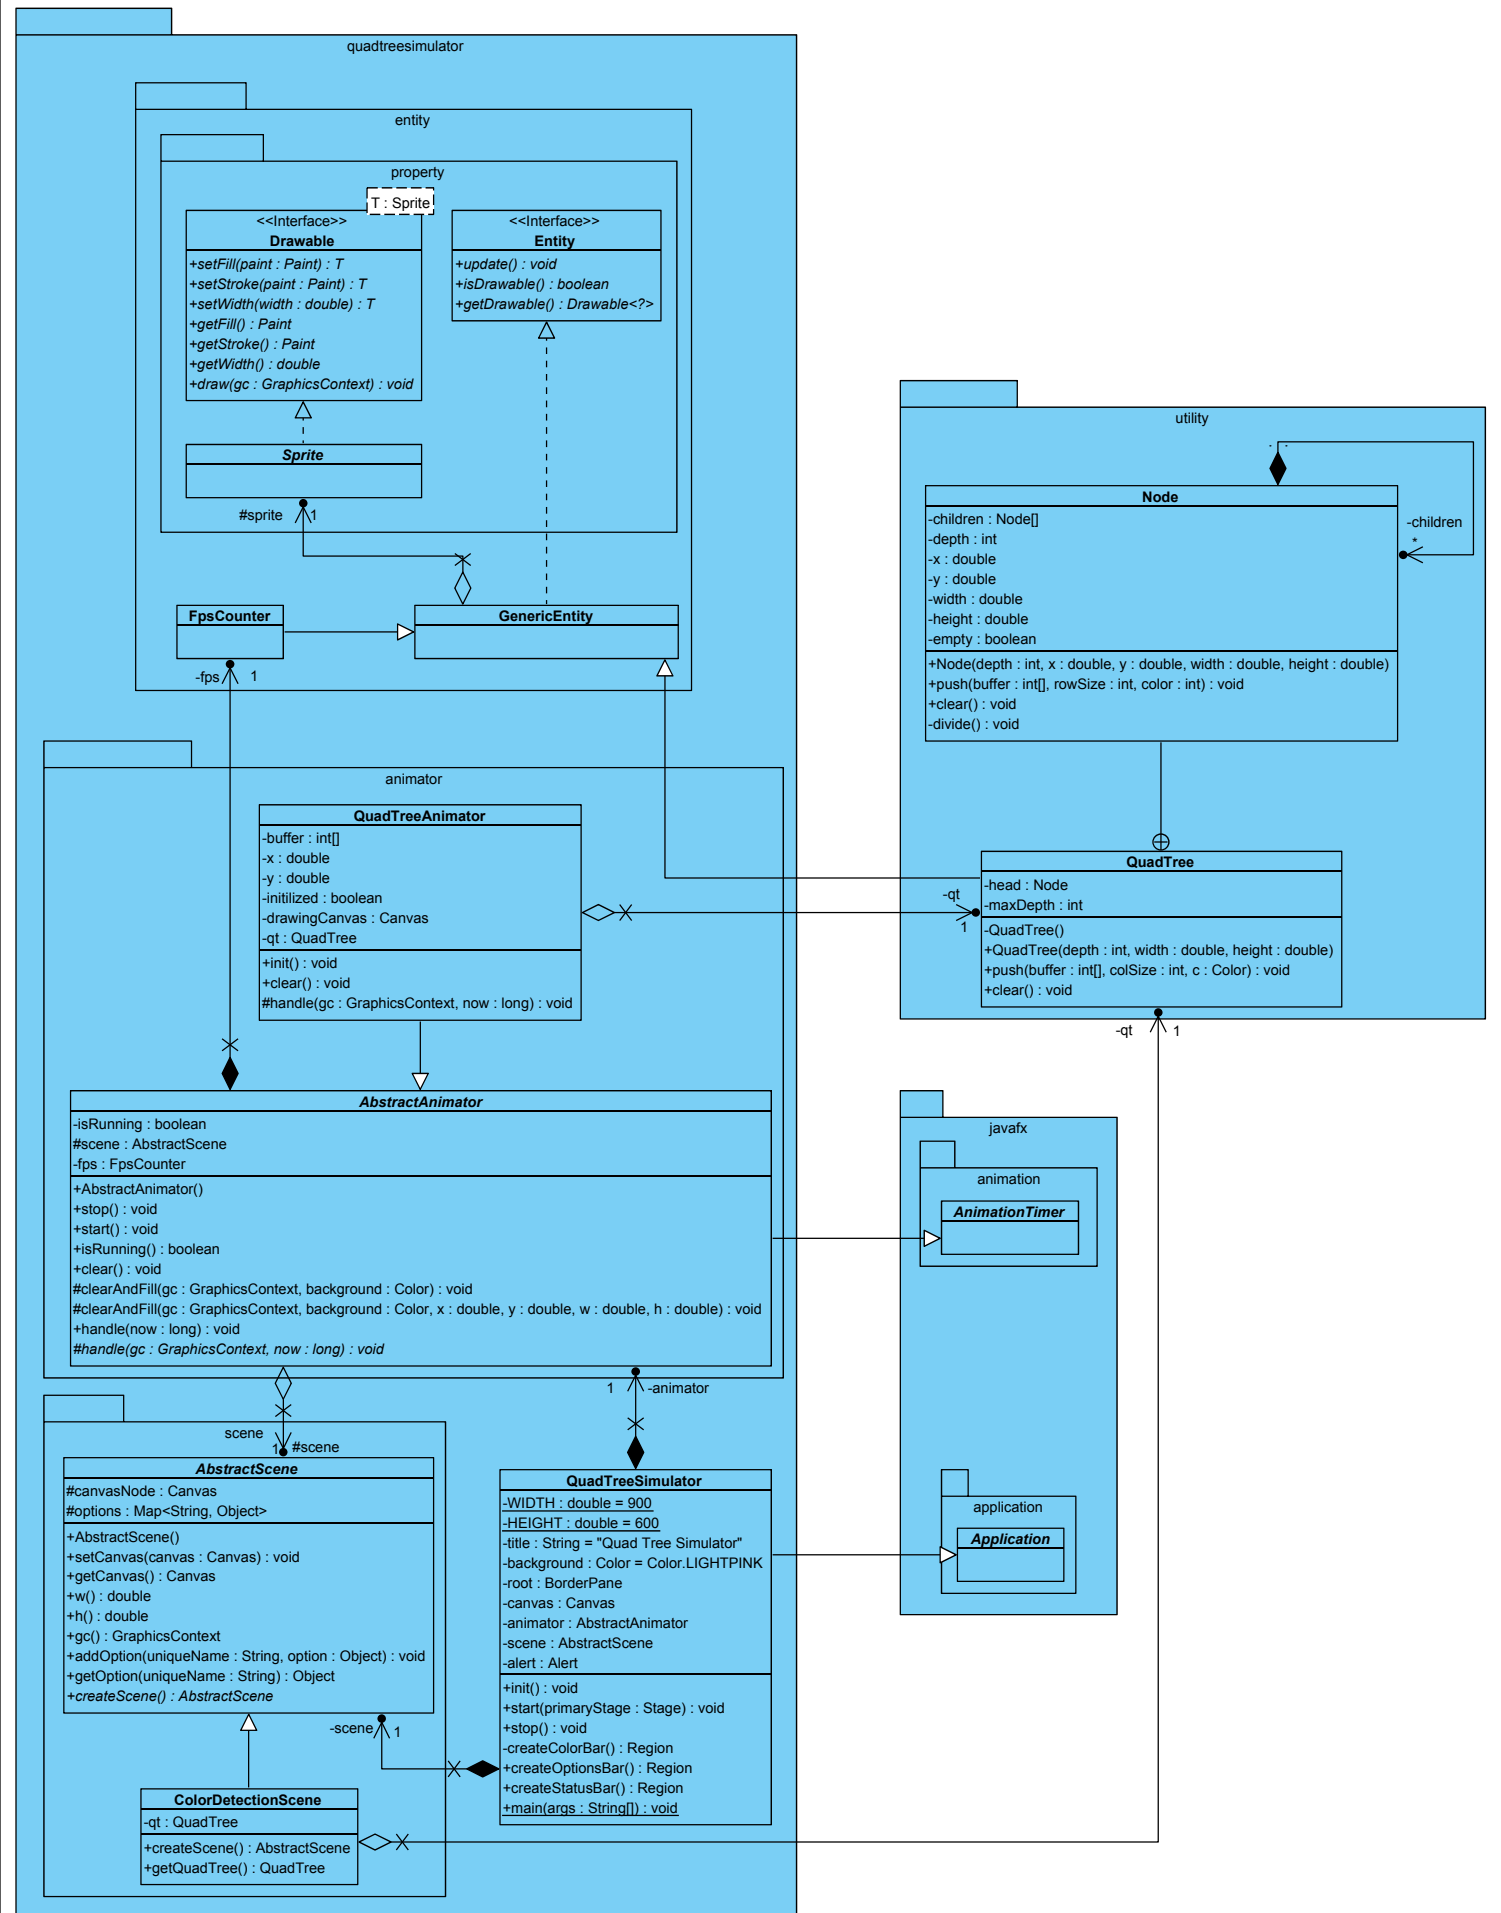 quadtreesimulator
entity
property
T : Sprite
<<Interface>>
Drawable
+setFill(paint : Paint) : T
+setStroke(paint : Paint) : T
+setWidth(width : double) : T
+getFill() : Paint
+getStroke() : Paint
+getWidth() : double
+draw(gc : GraphicsContext) : void
<<Interface>>
Entity
+update() : void
+isDrawable() : boolean
+getDrawable() : Drawable<?>
Sprite
#sprite
1
FpsCounter
GenericEntity
-fps
1
utility
Node
-children : Node[]
-depth : int
-x : double
-y : double
-width : double
-height : double
-empty : boolean
+Node(depth : int, x : double, y : double, width : double, height : double)
+push(buffer : int[], rowSize : int, color : int) : void
+clear() : void
-divide() : void
-children
*
QuadTree
-head : Node
-maxDepth : int
-QuadTree()
+QuadTree(depth : int, width : double, height : double)
+push(buffer : int[], colSize : int, c : Color) : void
+clear() : void
-qt
1
-qt
1
animator
QuadTreeAnimator
-buffer : int[]
-x : double
-y : double
-initilized : boolean
-drawingCanvas : Canvas
-qt : QuadTree
+init() : void
+clear() : void
#handle(gc : GraphicsContext, now : long) : void
AbstractAnimator
-isRunning : boolean
#scene : AbstractScene
-fps : FpsCounter
+AbstractAnimator()
+stop() : void
+start() : void
+isRunning() : boolean
+clear() : void
#clearAndFill(gc : GraphicsContext, background : Color) : void
#clearAndFill(gc : GraphicsContext, background : Color, x : double, y : double, w : double, h : double) : void
+handle(now : long) : void
#handle(gc : GraphicsContext, now : long) : void
1
-animator
javafx
animation
AnimationTimer
application
Application
scene
1
#scene
AbstractScene
#canvasNode : Canvas
#options : Map<String, Object>
+AbstractScene()
+setCanvas(canvas : Canvas) : void
+getCanvas() : Canvas
+w() : double
+h() : double
+gc() : GraphicsContext
+addOption(uniqueName : String, option : Object) : void
+getOption(uniqueName : String) : Object
+createScene() : AbstractScene
-scene
1
ColorDetectionScene
-qt : QuadTree
+createScene() : AbstractScene
+getQuadTree() : QuadTree
QuadTreeSimulator
-WIDTH : double = 900
-HEIGHT : double = 600
-title : String = "Quad Tree Simulator"
-background : Color = Color.LIGHTPINK
-root : BorderPane
-canvas : Canvas
-animator : AbstractAnimator
-scene : AbstractScene
-alert : Alert
+init() : void
+start(primaryStage : Stage) : void
+stop() : void
-createColorBar() : Region
+createOptionsBar() : Region
+createStatusBar() : Region
+main(args : String[]) : void